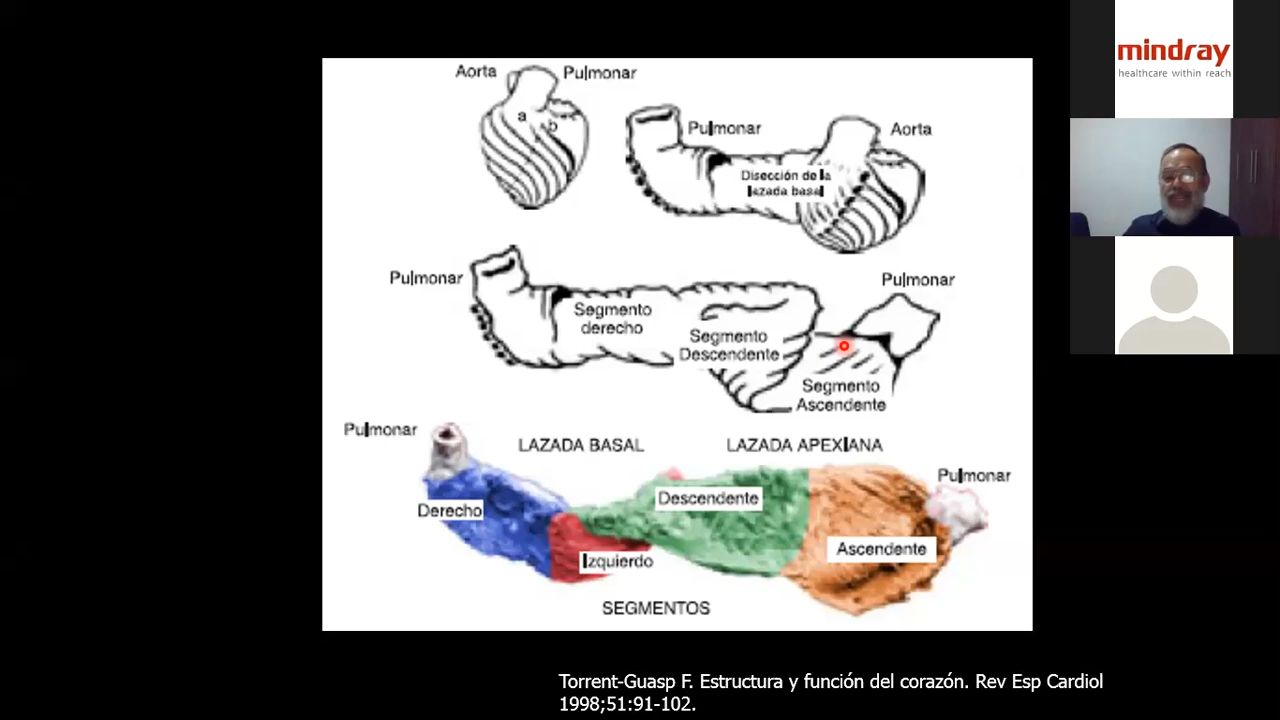 Aorta
Pulmonar
a
b
Pulmonar
Aorta
Disección de la
lazada basal
Pulmonar
Pulmonar
Segmento
derecho
Segmento
Descendente
Segmento
Ascendente
Pulmonar
LAZADA BASAL
LAZADA APEXIANA
Pulmonar
Descendente
Derecho
Ascendente
Izquierdo
SEGMENTOS
Torrent-Guasp F. Estructura y función del corazón. Rev Esp Cardiol
1998;51:91-102.
mindray
healthcare within reach